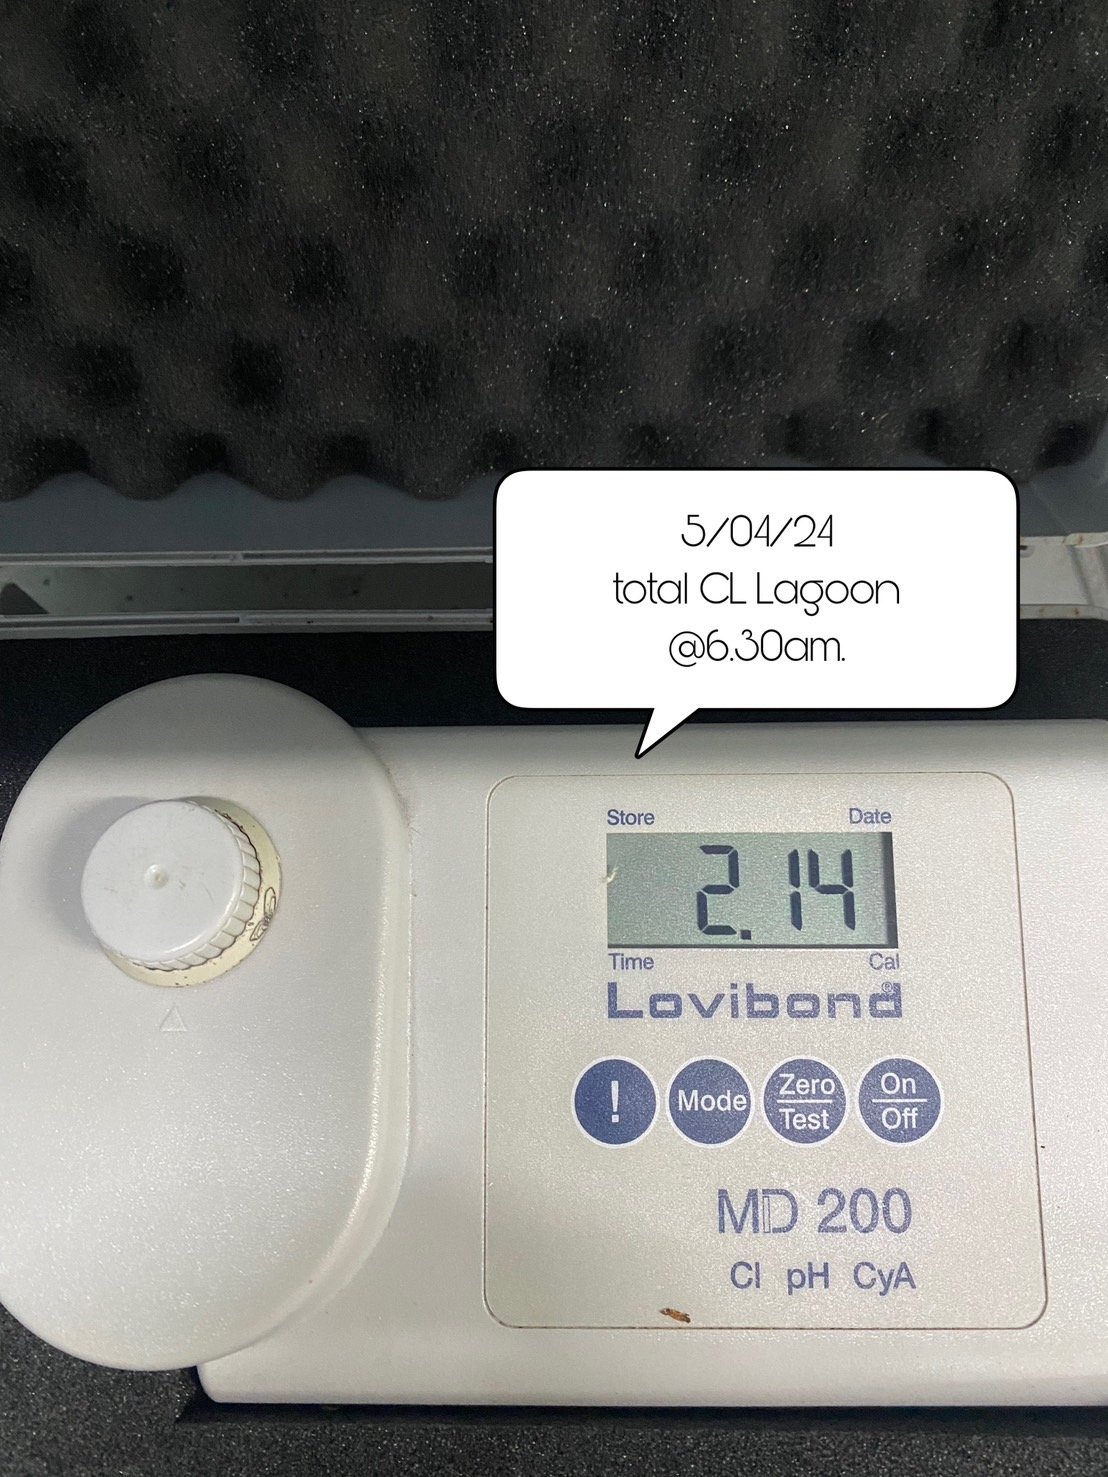 5/04/24
total CL Lagoon
@6.30am.
Store Date
2.14
Time Cal
Lovibond®
! Mode Zero Test On Off
MD 200
Cl pH CyA